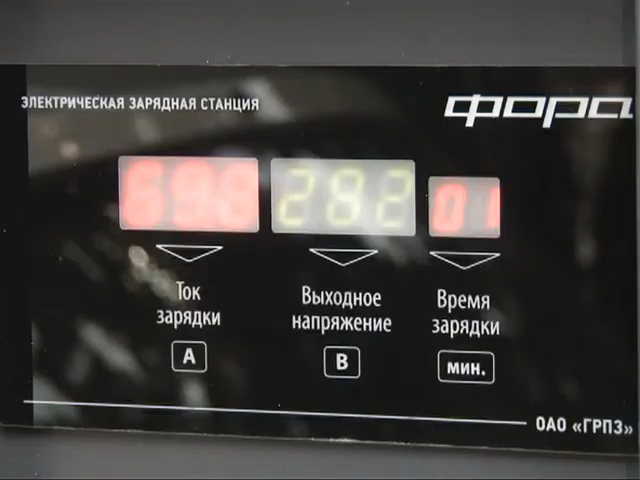 ЭЛЕКТРИЧЕСКАЯ ЗАРЯДНАЯ СТАНЦИЯ
фора
698 282 01
Ток зарядки
Выходное напряжение
Время зарядки
А В мин.
ОАО «ГРПЗ»